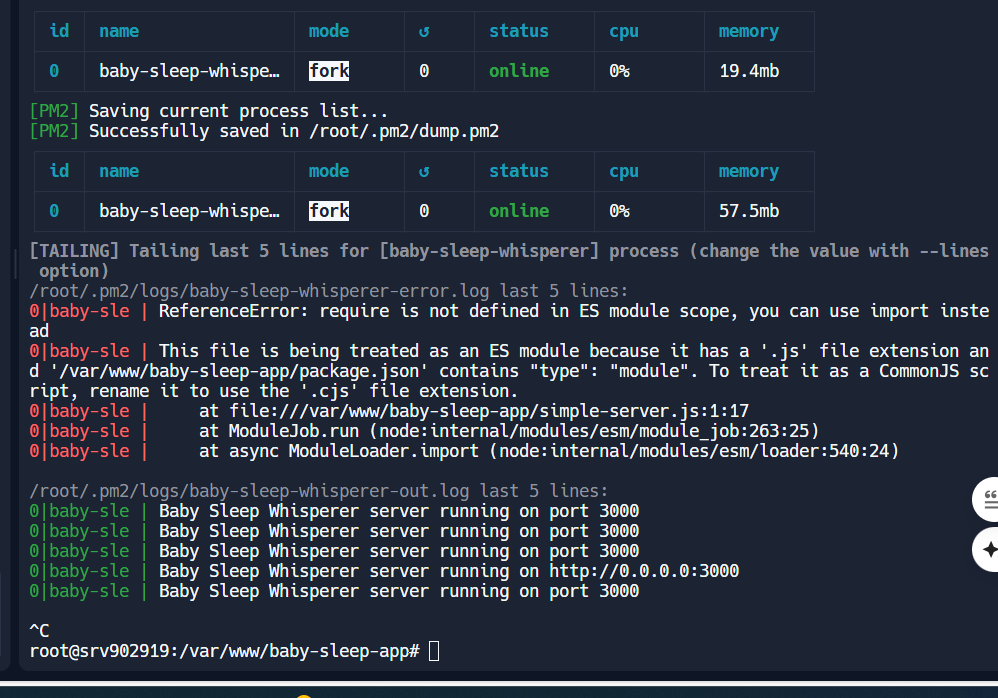 id name mode ↺ status cpu memory
0 baby-sleep-whispe… fork 0 online 0% 19.4mb
[PM2] Saving current process list...
[PM2] Successfully saved in /root/.pm2/dump.pm2
id name mode ↺ status cpu memory
0 baby-sleep-whispe… fork 0 online 0% 57.5mb
[TAILING] Tailing last 5 lines for [baby-sleep-whisperer] process (change the value with --lines
 option)
/root/.pm2/logs/baby-sleep-whisperer-error.log last 5 lines:
0|baby-sle | ReferenceError: require is not defined in ES module scope, you can use import inste
ad
0|baby-sle | This file is being treated as an ES module because it has a '.js' file extension an
d '/var/www/baby-sleep-app/package.json' contains "type": "module". To treat it as a CommonJS sc
ript, rename it to use the '.cjs' file extension.
0|baby-sle |     at file:///var/www/baby-sleep-app/simple-server.js:1:17
0|baby-sle |     at ModuleJob.run (node:internal/modules/esm/module_job:263:25)
0|baby-sle |     at async ModuleLoader.import (node:internal/modules/esm/loader:540:24)
/root/.pm2/logs/baby-sleep-whisperer-out.log last 5 lines:
0|baby-sle | Baby Sleep Whisperer server running on port 3000
0|baby-sle | Baby Sleep Whisperer server running on port 3000
0|baby-sle | Baby Sleep Whisperer server running on port 3000
0|baby-sle | Baby Sleep Whisperer server running on http://0.0.0.0:3000
0|baby-sle | Baby Sleep Whisperer server running on port 3000
^C
root@srv902919:/var/www/baby-sleep-app#